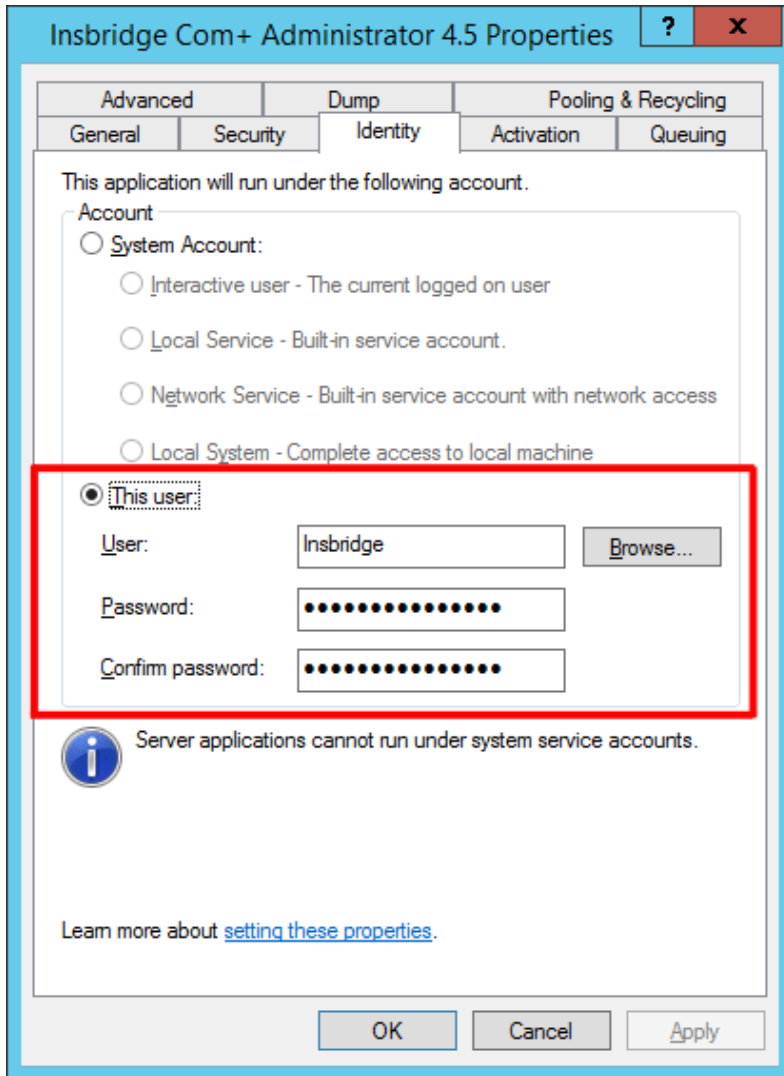 Insbridge Com+ Administrator 4.5 Properties ? x
Advanced Dump Pooling & Recycling
General Security Identity Activation Queuing
This application will run under the following account.
Account
System Account:
Interactive user - The current logged on user
Local Service - Built-in service account.
Network Service - Built-in service account with network access
Local System - Complete access to local machine
This user:
User: Insbridge Browse...
Password: ●●●●●●●●●●●●●●●
Confirm password: ●●●●●●●●●●●●●●●
Server applications cannot run under system service accounts.
Learn more about setting these properties.
OK Cancel Apply